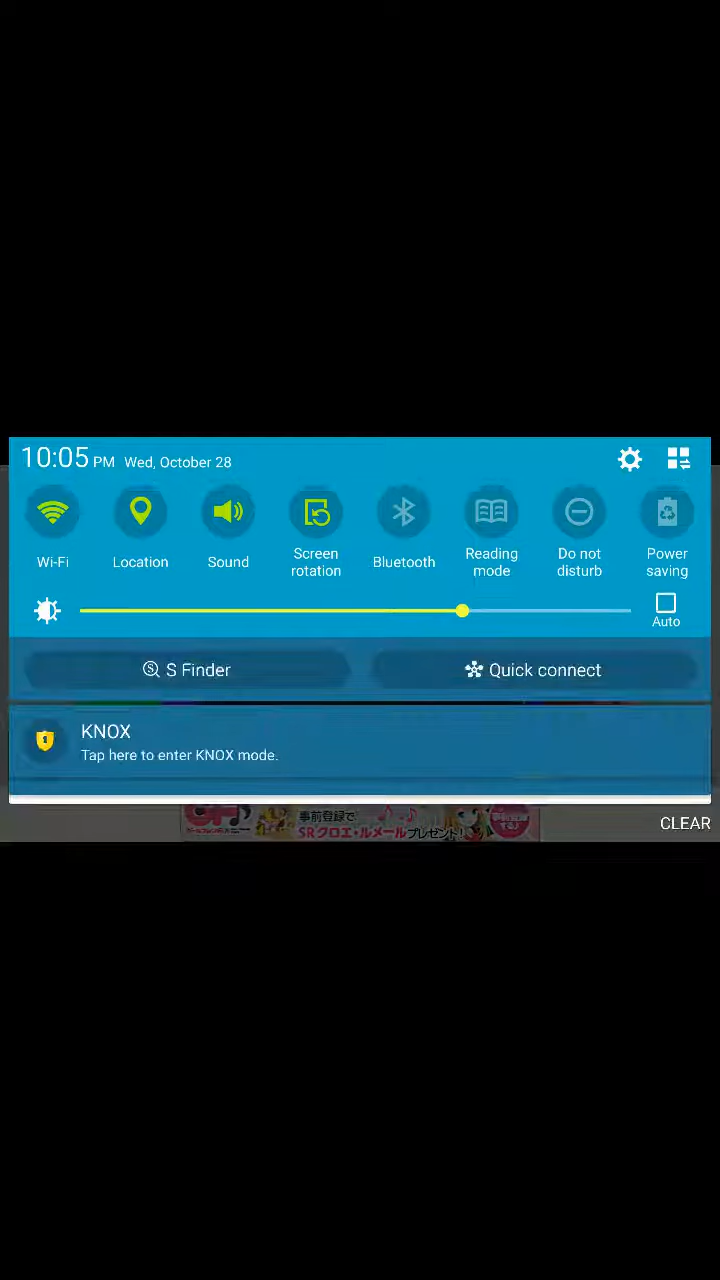 10:05 PM Wed, October 28
Wi-Fi
Location
Sound
Screen
rotation
Bluetooth
Reading
mode
Do not
disturb
Power
saving
Auto
S Finder
Quick connect
KNOX
Tap here to enter KNOX mode.
事前登録で
SRクロエ・ルメールプレゼント!
CLEAR